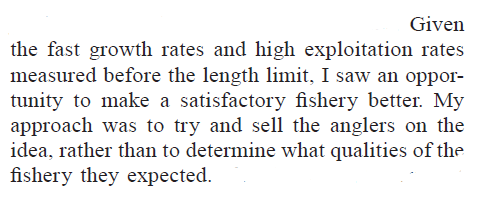 Given
the fast growth rates and high exploitation rates
measured before the length limit, I saw an oppor-
tunity to make a satisfactory fishery better. My
approach was to try and sell the anglers on the
idea, rather than to determine what qualities of the
fishery they expected.